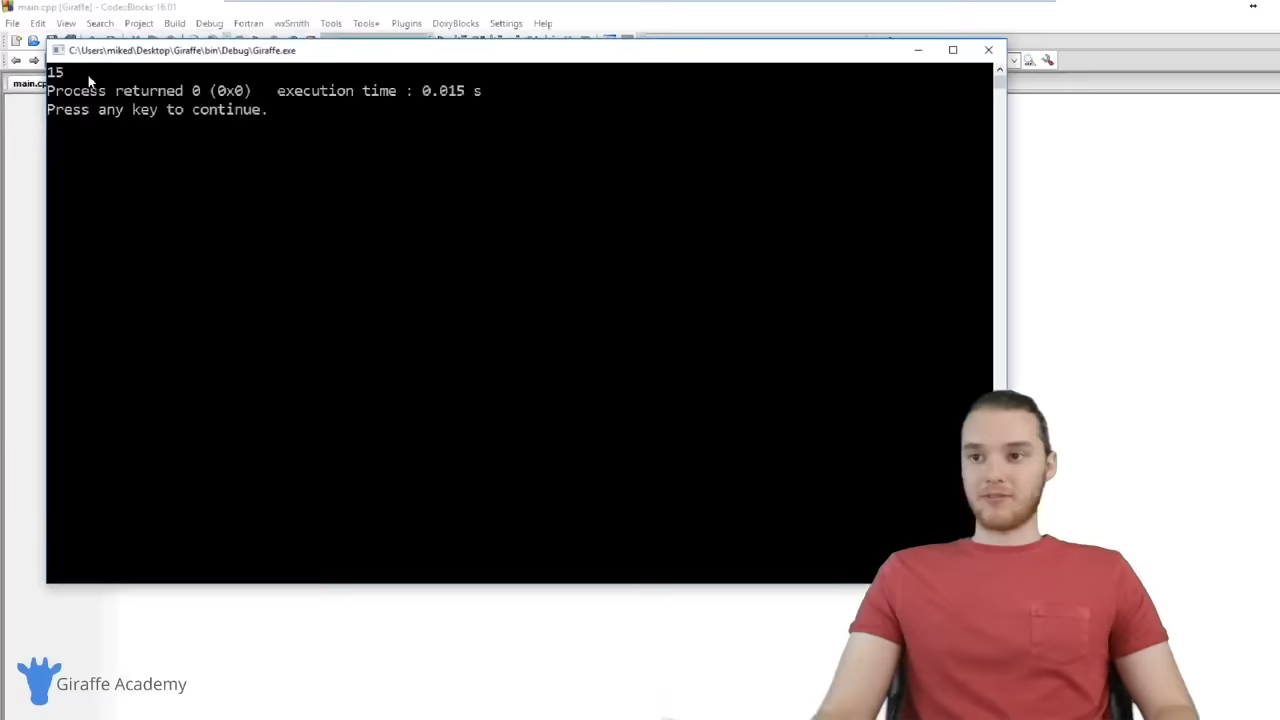 main.cpp [Giraffe] - Code::Blocks 16.01
File Edit View Search Project Build Debug Fortran wxSmith Tools Tools+ Plugins DoxyBlocks Settings Help
C:\Users\miked\Desktop\Giraffe\bin\Debug\Giraffe.exe
main.cp
15
Process returned 0 (0x0)   execution time : 0.015 s
Press any key to continue.
Giraffe Academy